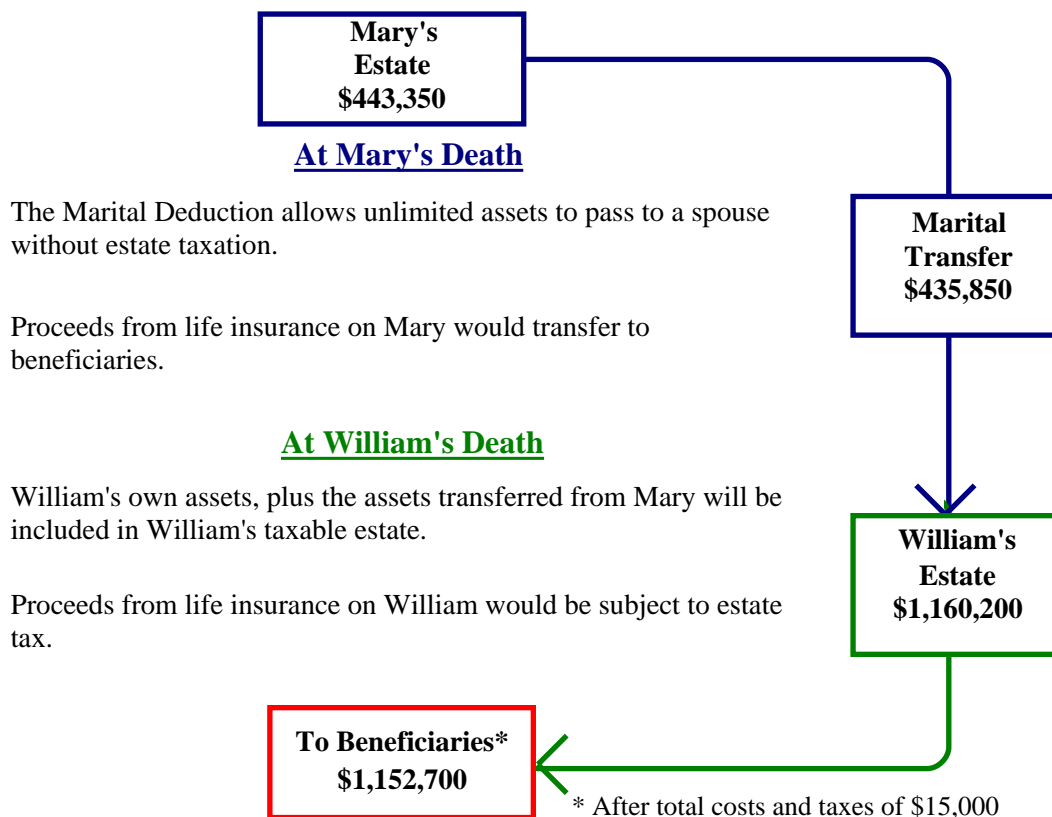 Mary's
Estate
$443,350
At Mary's Death
The Marital Deduction allows unlimited assets to pass to a spouse
without estate taxation.
Marital
Transfer
$435,850
Proceeds from life insurance on Mary would transfer to
beneficiaries.
At William's Death
William's own assets, plus the assets transferred from Mary will be
included in William's taxable estate.
William's
Estate
$1,160,200
Proceeds from life insurance on William would be subject to estate
tax.
To Beneficiaries*
$1,152,700
* After total costs and taxes of $15,000